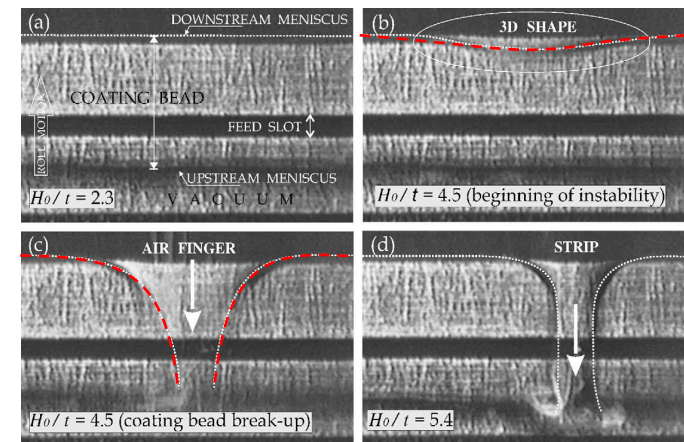 (a)
DOWNSTREAM MENISCUS
COATING BEAD
ROLL MOTION
FEED SLOT
UPSTREAM MENISCUS
VACUUM
H0 / t = 2.3
(b)
3D SHAPE
H0 / t = 4.5 (beginning of instability)
(c)
AIR FINGER
H0 / t = 4.5 (coating bead break-up)
(d)
STRIP
H0 / t = 5.4